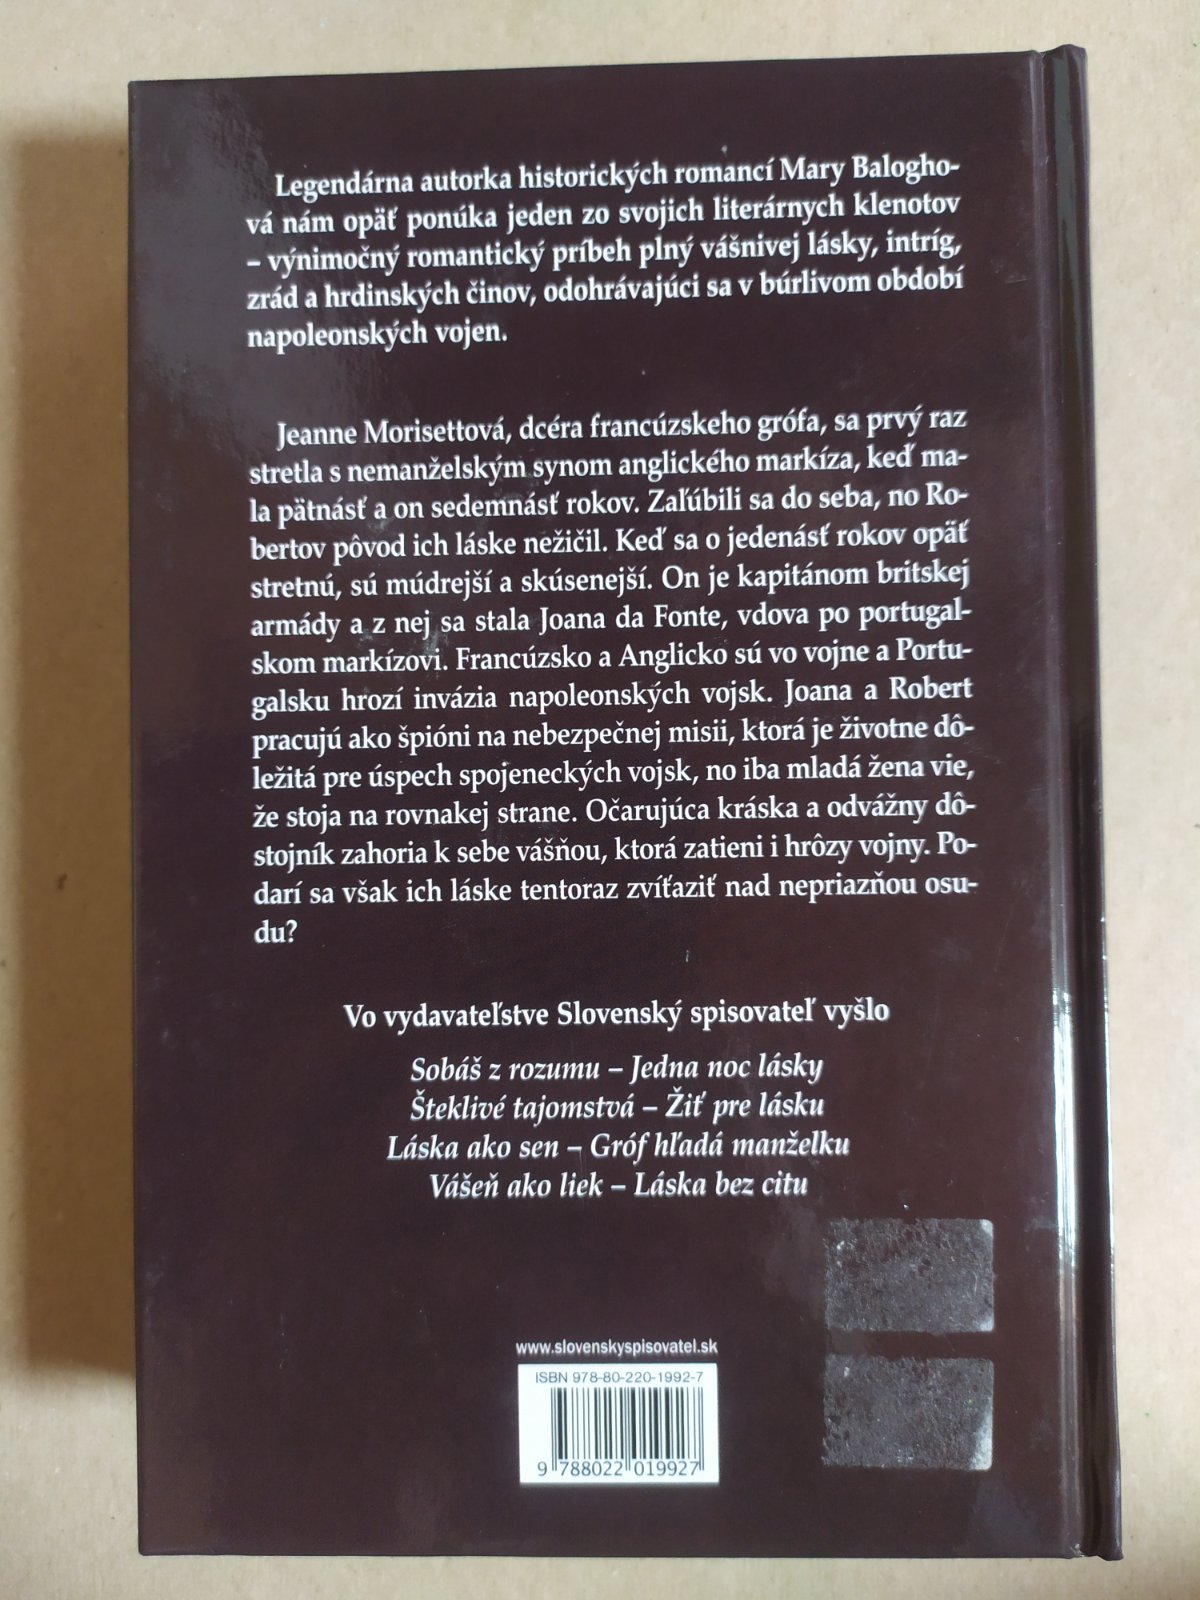 Legendárna autorka historických romancí Mary Balogho-
vá nám opäť ponúka jeden zo svojich literárnych klenotov
– výnimočný romantický príbeh plný vášnivej lásky, intríg,
zrád a hrdinských činov, odohrávajúci sa v búrlivom období
napoleonských vojen.
Jeanne Morisettová, dcéra francúzskeho grófa, sa prvý raz
stretla s nemanželským synom anglického markíza, keď ma-
la pätnásť a on sedemnásť rokov. Zaľúbili sa do seba, no Ro-
bertov pôvod ich láske nežičil. Keď sa o jedenásť rokov opäť
stretnú, sú múdrejší a skúsenejší. On je kapitánom britskej
armády a z nej sa stala Joana da Fonte, vdova po portugal-
skom markízovi. Francúzsko a Anglicko sú vo vojne a Portu-
galsku hrozí invázia napoleonských vojsk. Joana a Robert
pracujú ako špióni na nebezpečnej misii, ktorá je životne dô-
ležitá pre úspech spojeneckých vojsk, no iba mladá žena vie,
že stoja na rovnakej strane. Očarujúca kráska a odvážny dô-
stojník zahoria k sebe vášňou, ktorá zatieni i hrôzy vojny. Po-
darí sa však ich láske tentoraz zvíťaziť nad nepriazňou osu-
du?
Vo vydavateľstve Slovenský spisovateľ vyšlo
Sobáš z rozumu – Jedna noc lásky
Šteklivé tajomstvá – Žiť pre lásku
Láska ako sen – Gróf hľadá manželku
Vášeň ako liek – Láska bez citu
www.slovenskyspisovatel.sk
ISBN 978-80-220-1992-7
9 788022 019927